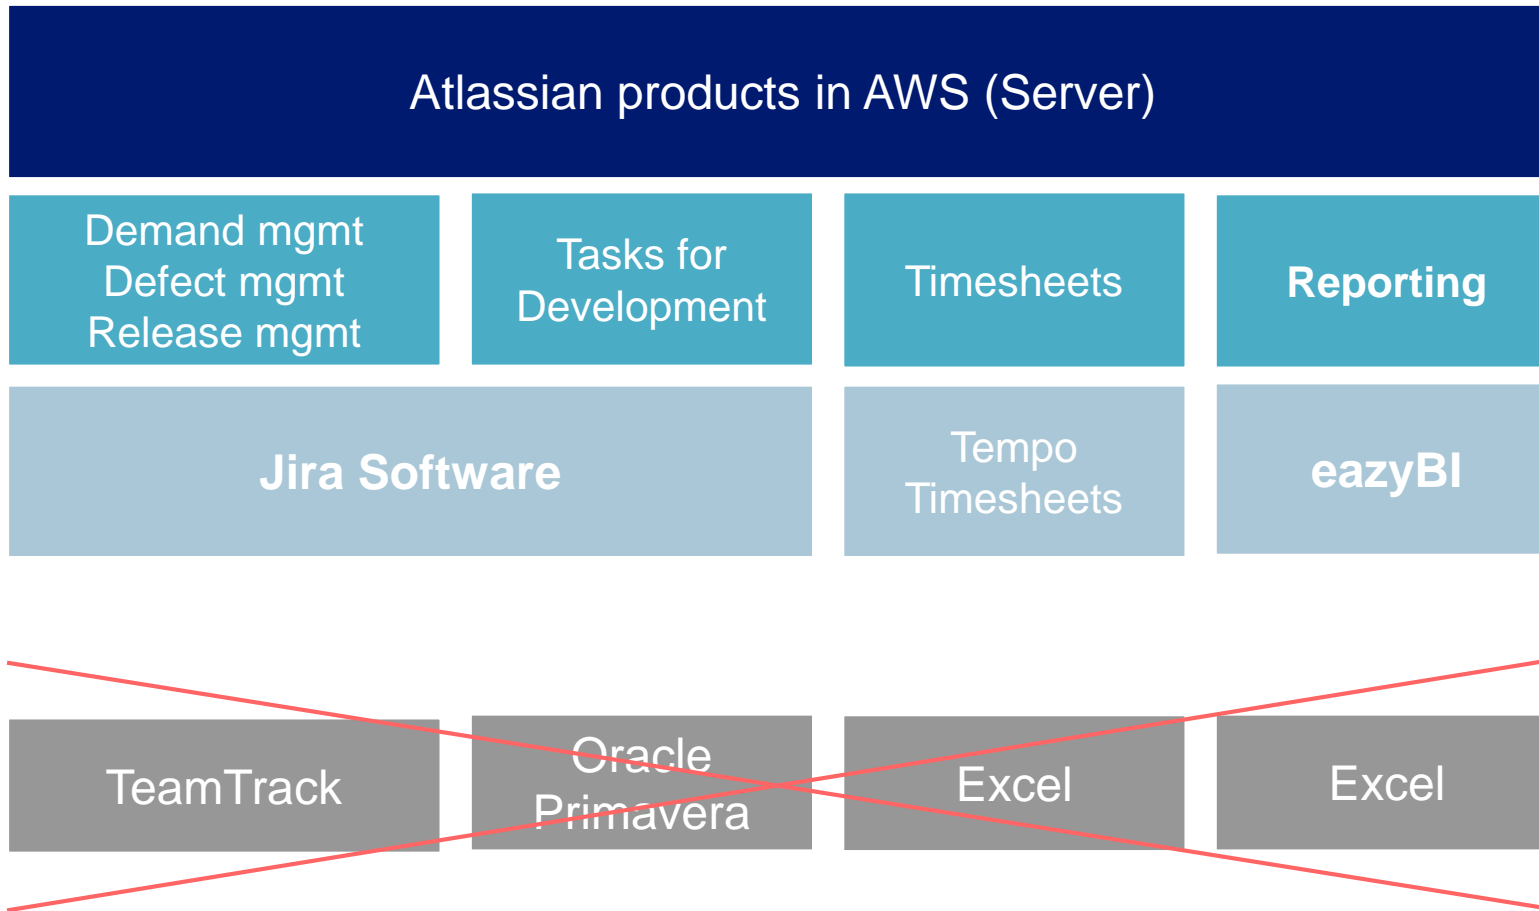 Atlassian products in AWS (Server)
Demand mgmt
Defect mgmt
Release mgmt
Tasks for
Development
Timesheets
Reporting
Jira Software
Tempo
Timesheets
eazyBI
TeamTrack
Oracle
Primavera
Excel
Excel